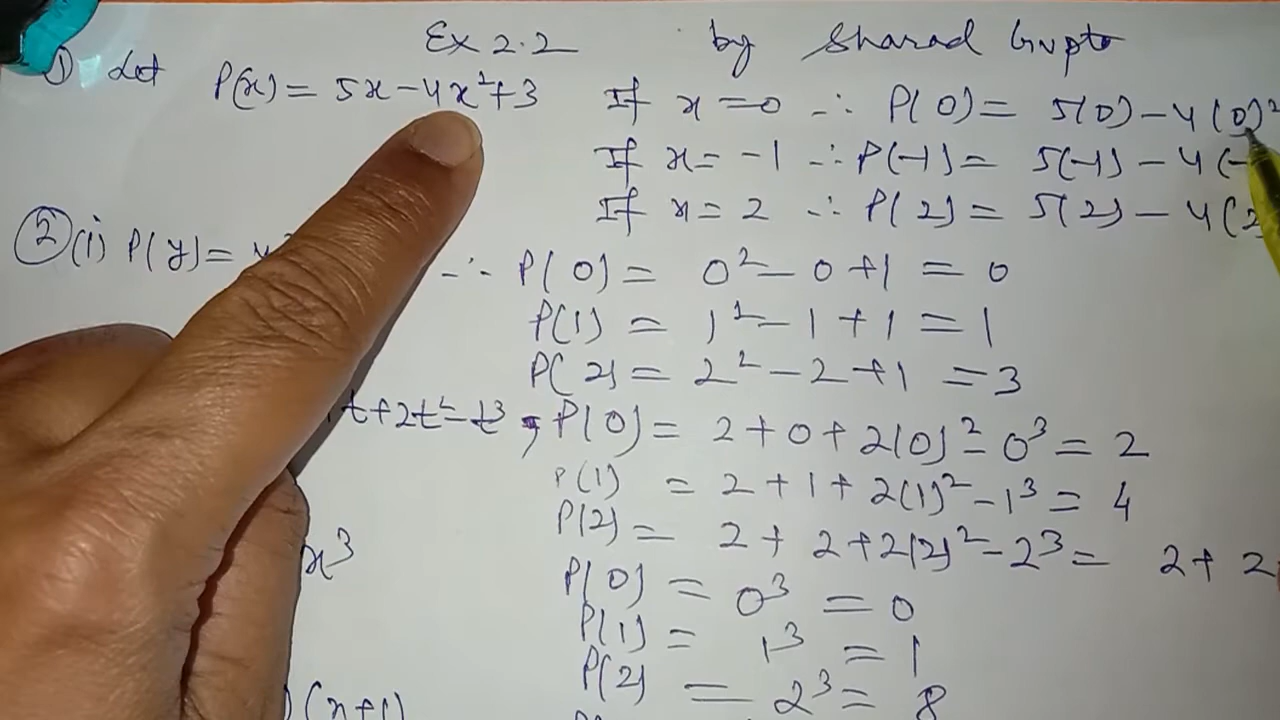 Ex 2.2 by Sharad Gupta
① Let P(x) = 5x - 4x² + 3 If x = 0 ∴ P(0) = 5(0) - 4(0)²
If x = -1 ∴ P(-1) = 5(-1) - 4(-
If x = 2 ∴ P(2) = 5(2) - 4(2
② (i) P(y) = ∴ P(0) = 0² - 0 + 1 = 0
P(1) = 1² - 1 + 1 = 1
P(2) = 2² - 2 + 1 = 3
t + 2t² - t³ , P(0) = 2 + 0 + 2(0)² - 0³ = 2
P(1) = 2 + 1 + 2(1)² - 1³ = 4
P(2) = 2 + 2 + 2(2)² - 2³ = 2 + 2
x³ P(0) = 0³ = 0
P(1) = 1³ = 1
P(2) = 2³ = 8
)(x+1)